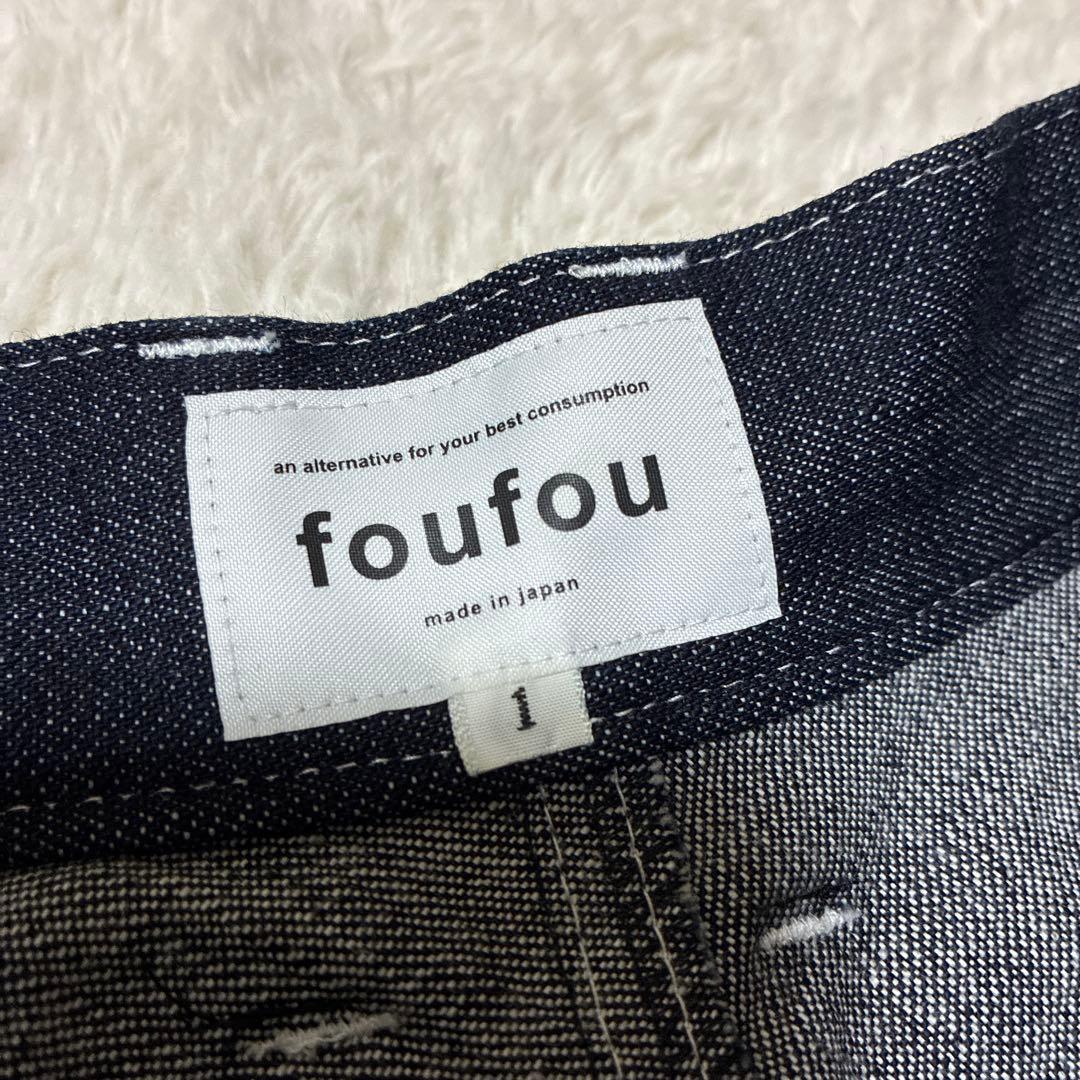 an alternative for your best consumption
foufou
made in japan
1